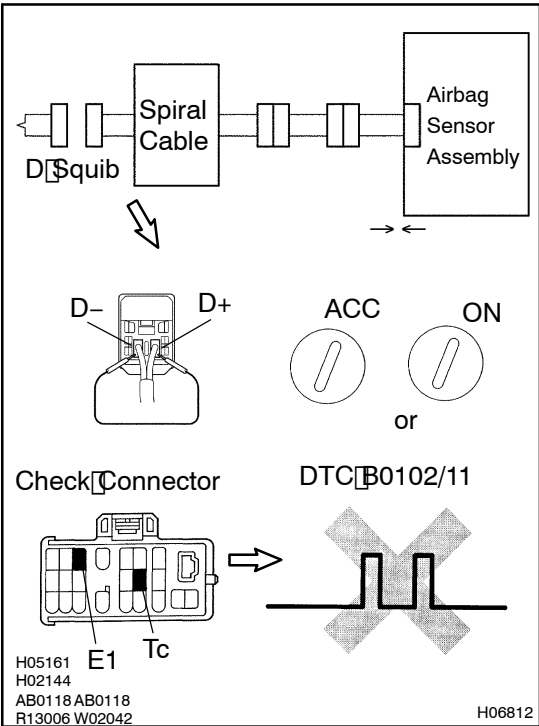 Spiral
Cable
Airbag
Sensor
Assembly
D Squib
D−
D+
ACC
ON
or
Check Connector
DTC B0102/11
E1
Tc
H05161
H02144
AB0118 AB0118
R13006 W02042
H06812